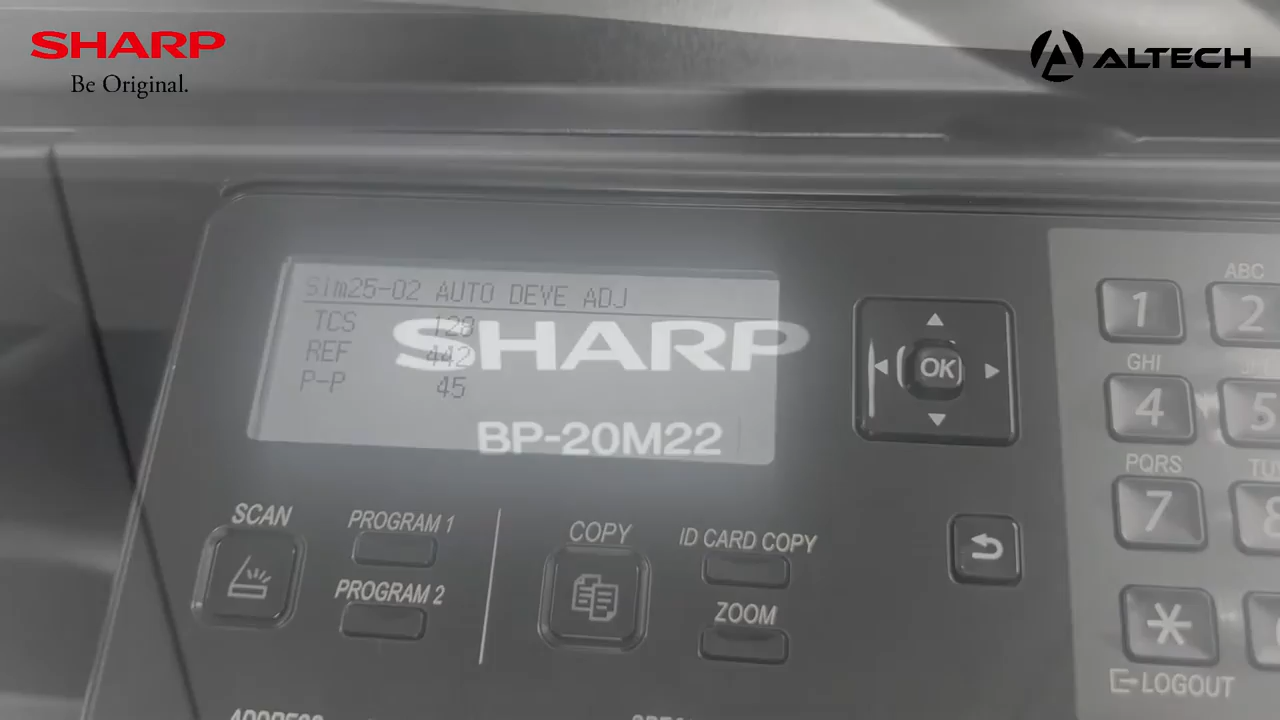 SHARP
Be Original.
ALTECH
Sim25-02 AUTO DEVE ADJ
TCS 128
REF 442
P-P 45
SHARP
BP-20M22
OK
SCAN
PROGRAM 1
PROGRAM 2
COPY
ID CARD COPY
ZOOM
ABC
1 2
GHI
4 5
PQRS
7 8
*
LOGOUT